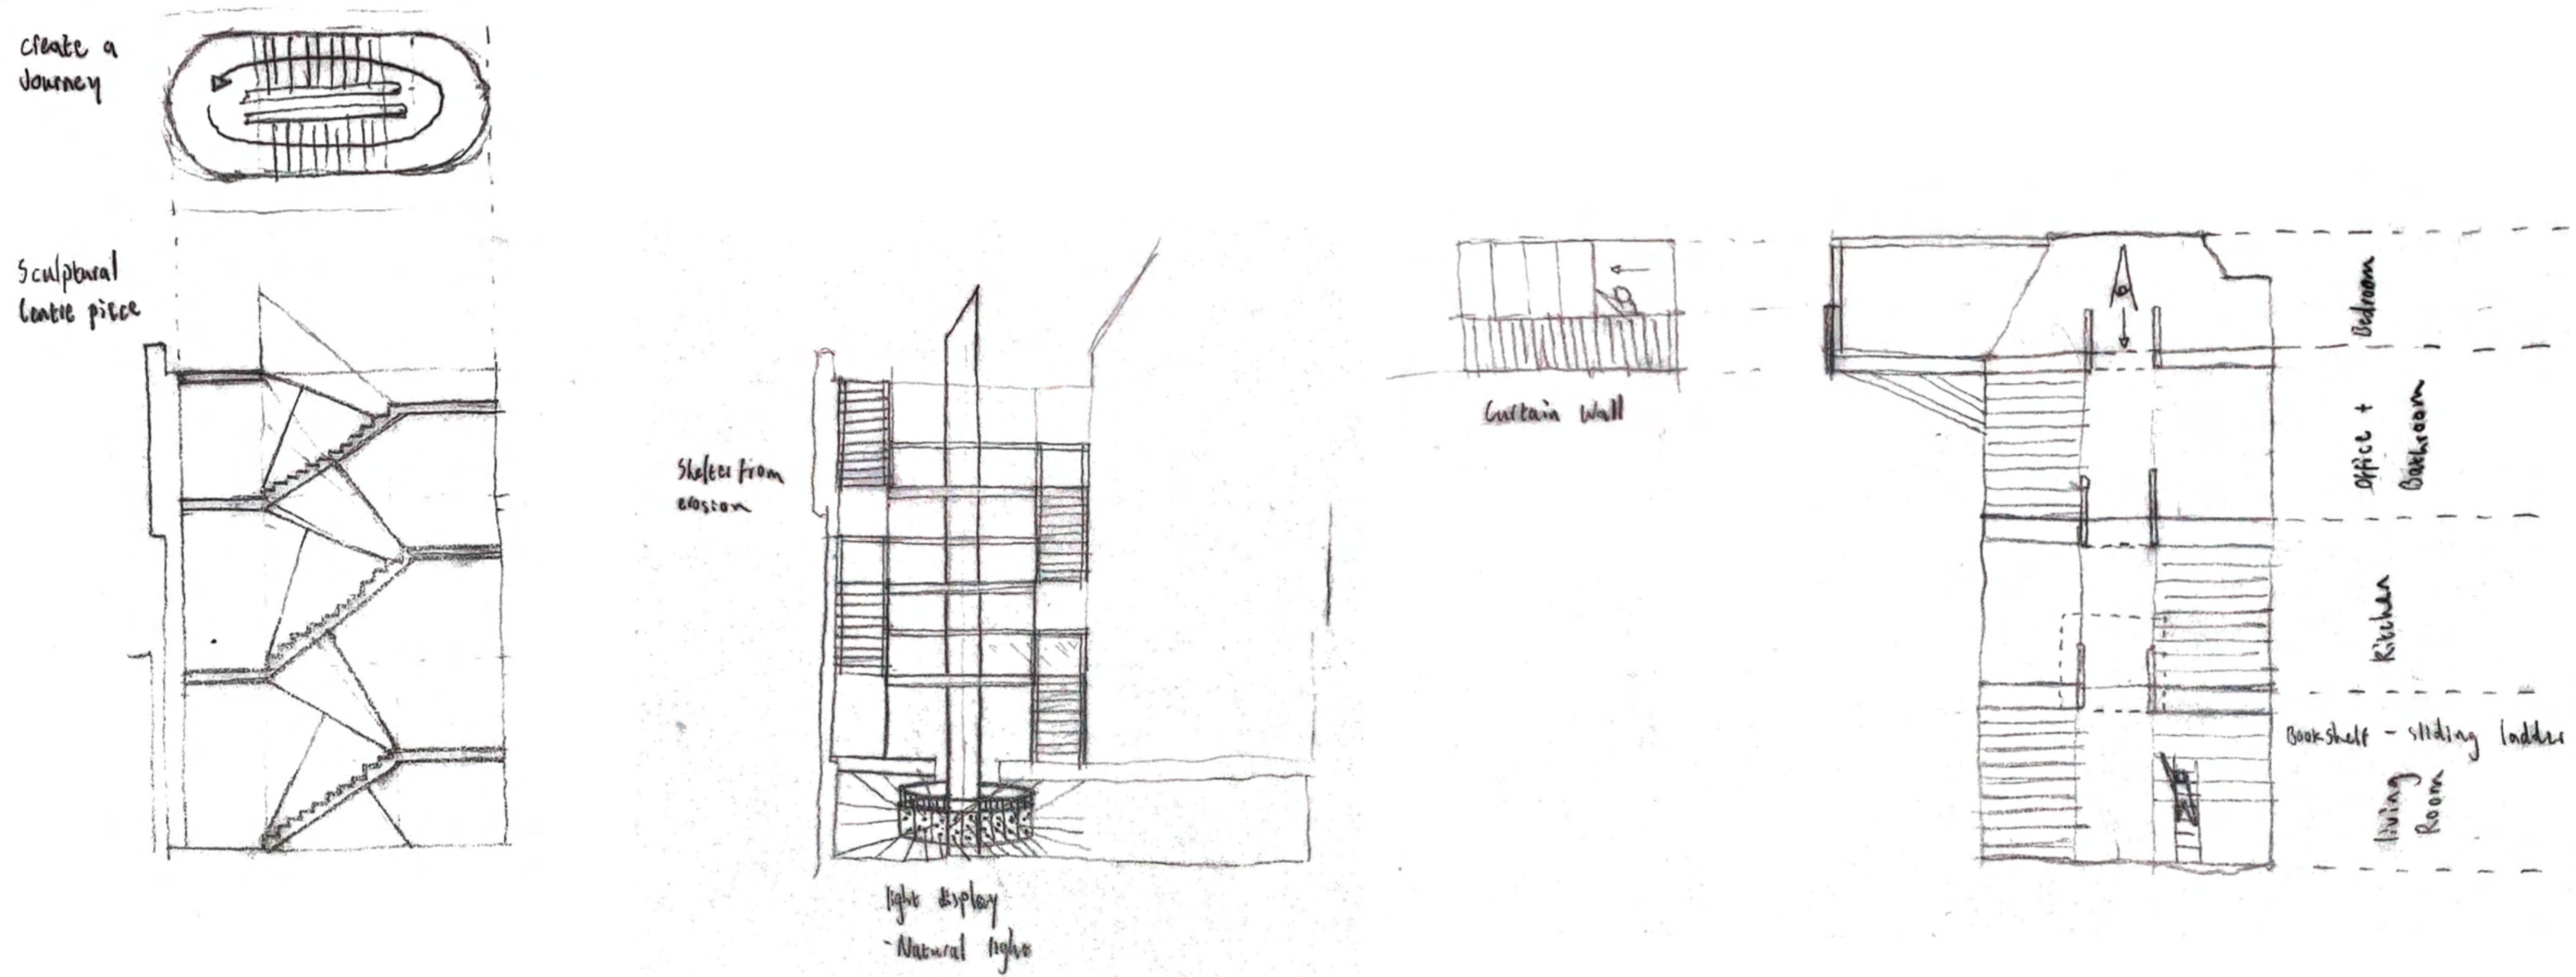 create a
Journey
Sculptural
Centre piece
Shelter from
erosion
light display
- Natural light
Curtain Wall
Bedroom
Office +
Bathroom
Kitchen
Bookshelf - sliding ladder
living
Room